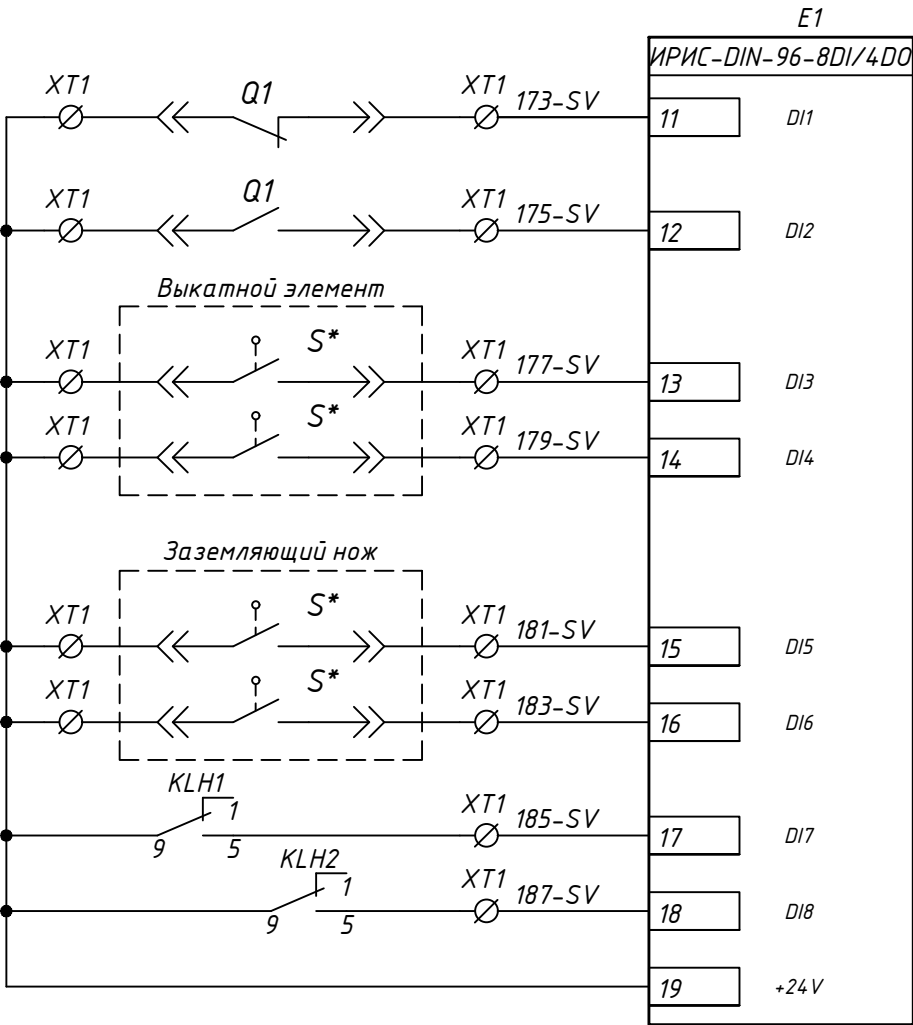 E1
ИРИС-DIN-96-8DI/4DO
XT1 Q1 XT1 173-SV 11 DI1
XT1 Q1 XT1 175-SV 12 DI2
Выкатной элемент
XT1 S* XT1 177-SV 13 DI3
XT1 S* XT1 179-SV 14 DI4
Заземляющий нож
XT1 S* XT1 181-SV 15 DI5
XT1 S* XT1 183-SV 16 DI6
KLH1 1 9 5 XT1 185-SV 17 DI7
KLH2 1 9 5 XT1 187-SV 18 DI8
19 +24V